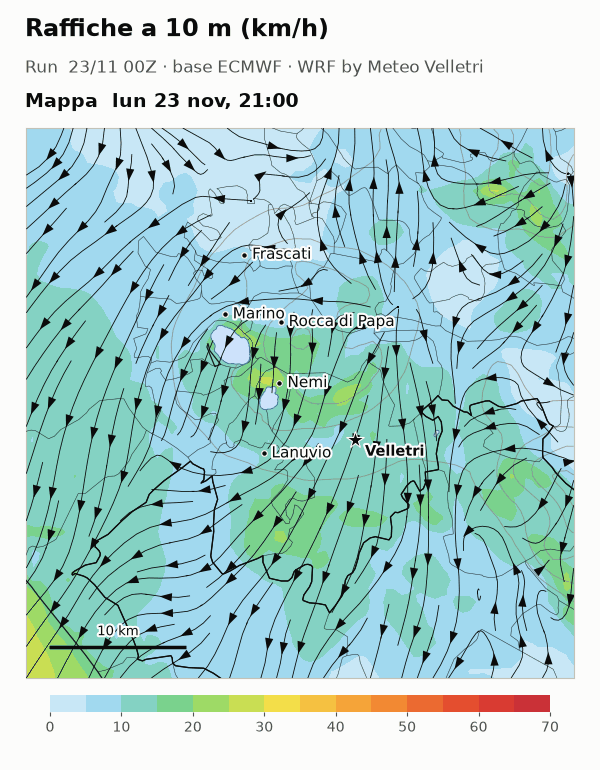 Raffiche a 10 m (km/h)
Run 23/11 00Z · base ECMWF · WRF by Meteo Velletri
Mappa lun 23 nov, 21:00
Frascati
Marino
Rocca di Papa
Nemi
Velletri
Lanuvio
10 km
0 10 20 30 40 50 60 70